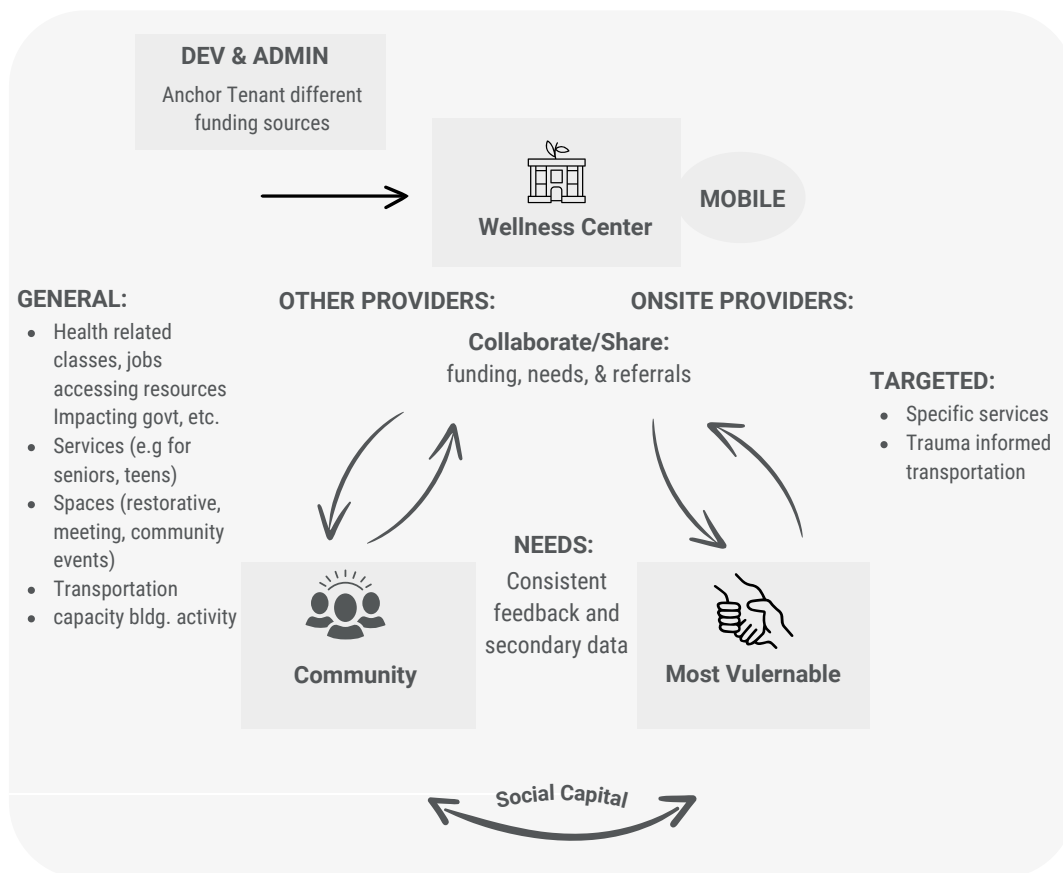 DEV & ADMIN
Anchor Tenant different
funding sources
Wellness Center
MOBILE
GENERAL:
• Health related
classes, jobs
accessing resources
Impacting govt, etc.
• Services (e.g for
seniors, teens)
• Spaces (restorative,
meeting, community
events)
• Transportation
• capacity bldg. activity
OTHER PROVIDERS:
ONSITE PROVIDERS:
Collaborate/Share:
funding, needs, & referrals
TARGETED:
• Specific services
• Trauma informed
transportation
NEEDS:
Consistent
feedback and
secondary data
Community
Most Vulernable
Social Capital